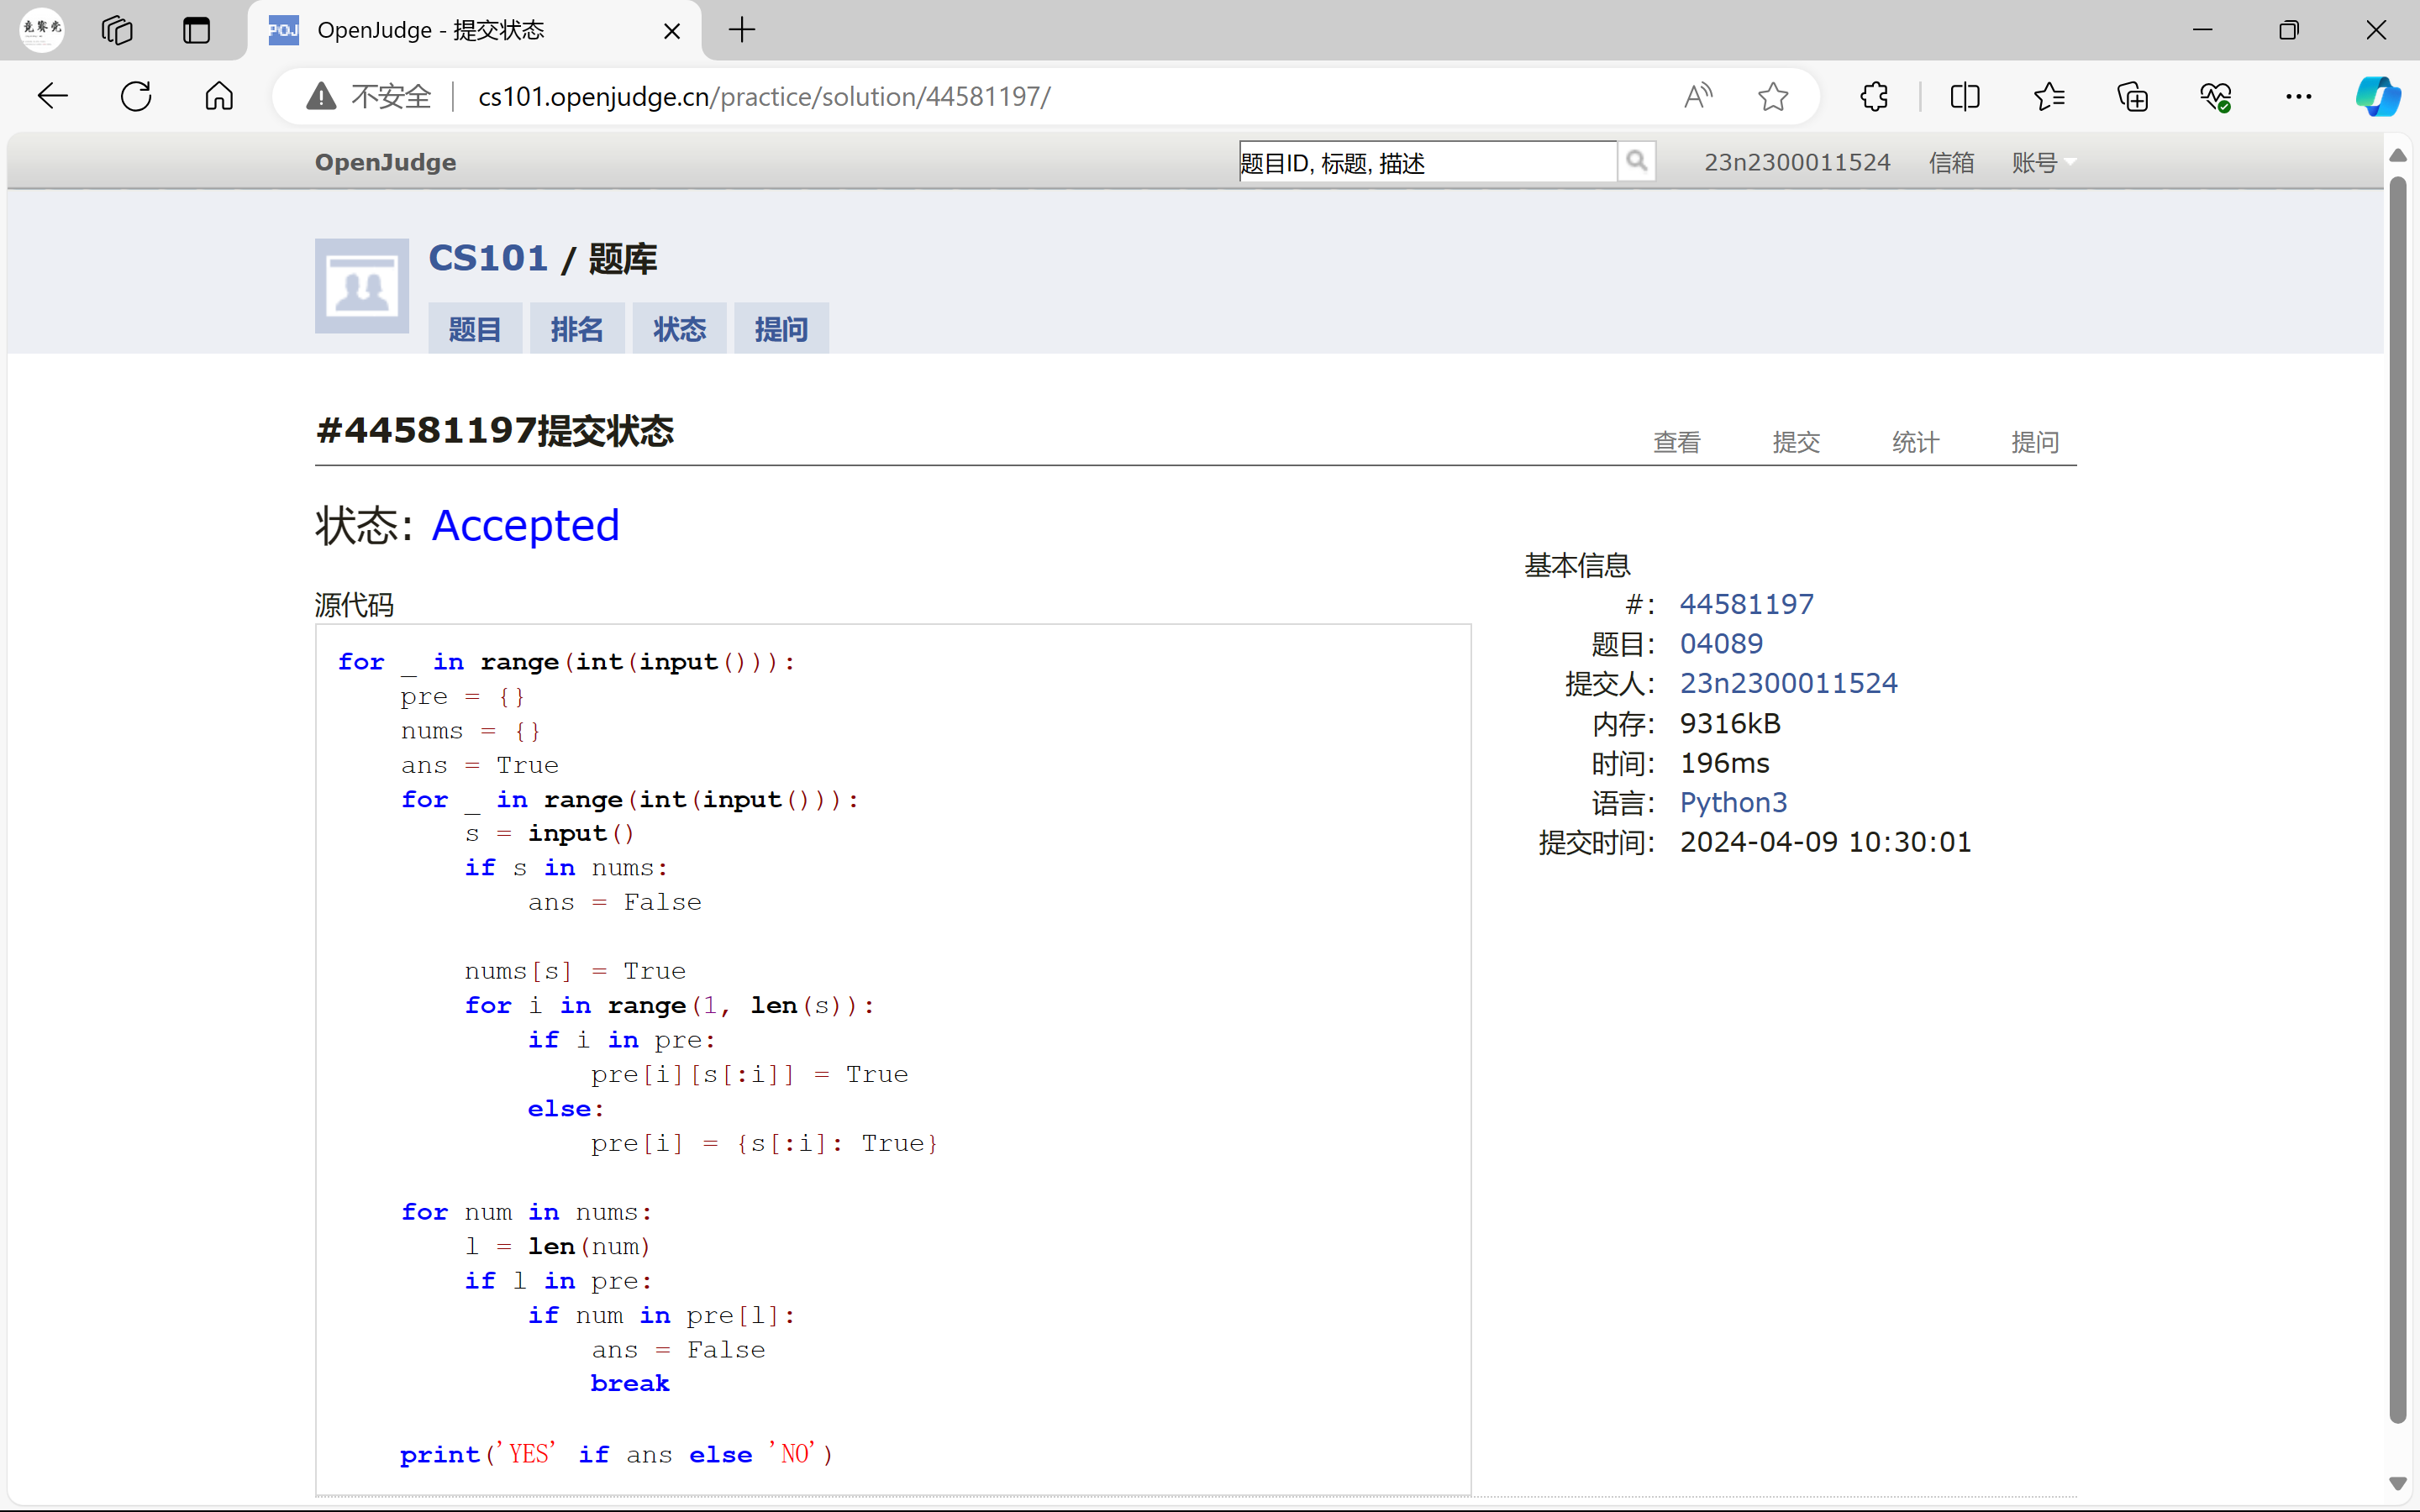 竞赛党
POJ OpenJudge - 提交状态
不安全 cs101.openjudge.cn/practice/solution/44581197/
OpenJudge 题目ID, 标题, 描述 23n2300011524 信箱 账号
CS101 / 题库
题目 排名 状态 提问
#44581197提交状态 查看 提交 统计 提问
状态: Accepted
源代码
for _ in range(int(input())):
    pre = {}
    nums = {}
    ans = True
    for _ in range(int(input())):
        s = input()
        if s in nums:
            ans = False

        nums[s] = True
        for i in range(1, len(s)):
            if i in pre:
                pre[i][s[:i]] = True
            else:
                pre[i] = {s[:i]: True}

    for num in nums:
        l = len(num)
        if l in pre:
            if num in pre[l]:
                ans = False
                break

    print('YES' if ans else 'NO')
基本信息
#: 44581197
题目: 04089
提交人: 23n2300011524
内存: 9316kB
时间: 196ms
语言: Python3
提交时间: 2024-04-09 10:30:01